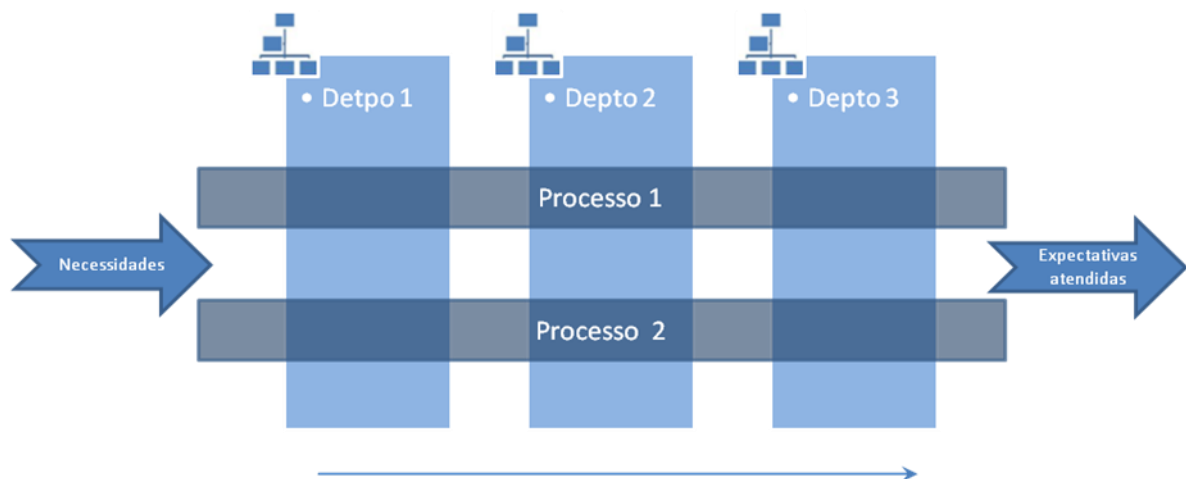 • Detpo 1
• Depto 2
• Depto 3
Processo 1
Necessidades
Expectativas
atendidas
Processo 2